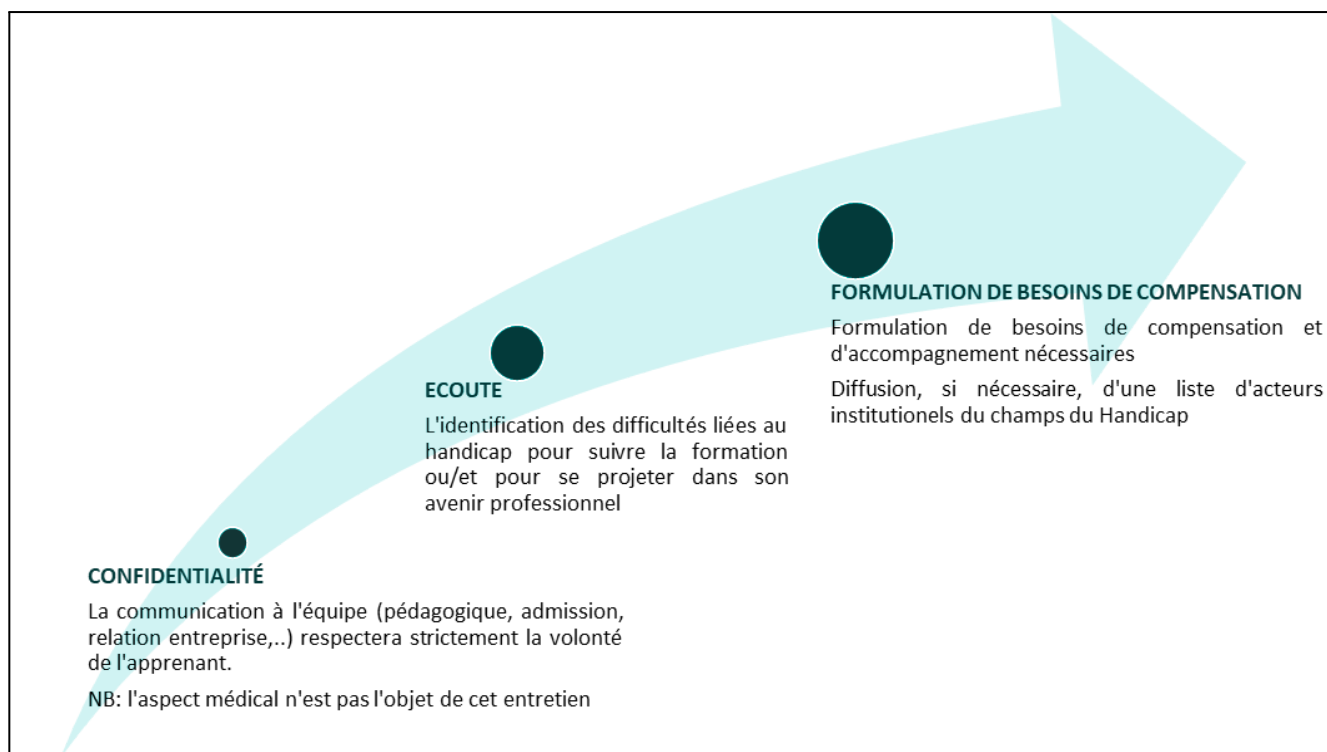 CONFIDENTIALITÉ
La communication à l'équipe (pédagogique, admission,
relation entreprise,..) respectera strictement la volonté
de l'apprenant.
NB: l'aspect médical n'est pas l'objet de cet entretien
ECOUTE
L'identification des difficultés liées au
handicap pour suivre la formation
ou/et pour se projeter dans son
avenir professionnel
FORMULATION DE BESOINS DE COMPENSATION
Formulation de besoins de compensation et
d'accompagnement nécessaires
Diffusion, si nécessaire, d'une liste d'acteurs
institutionels du champs du Handicap